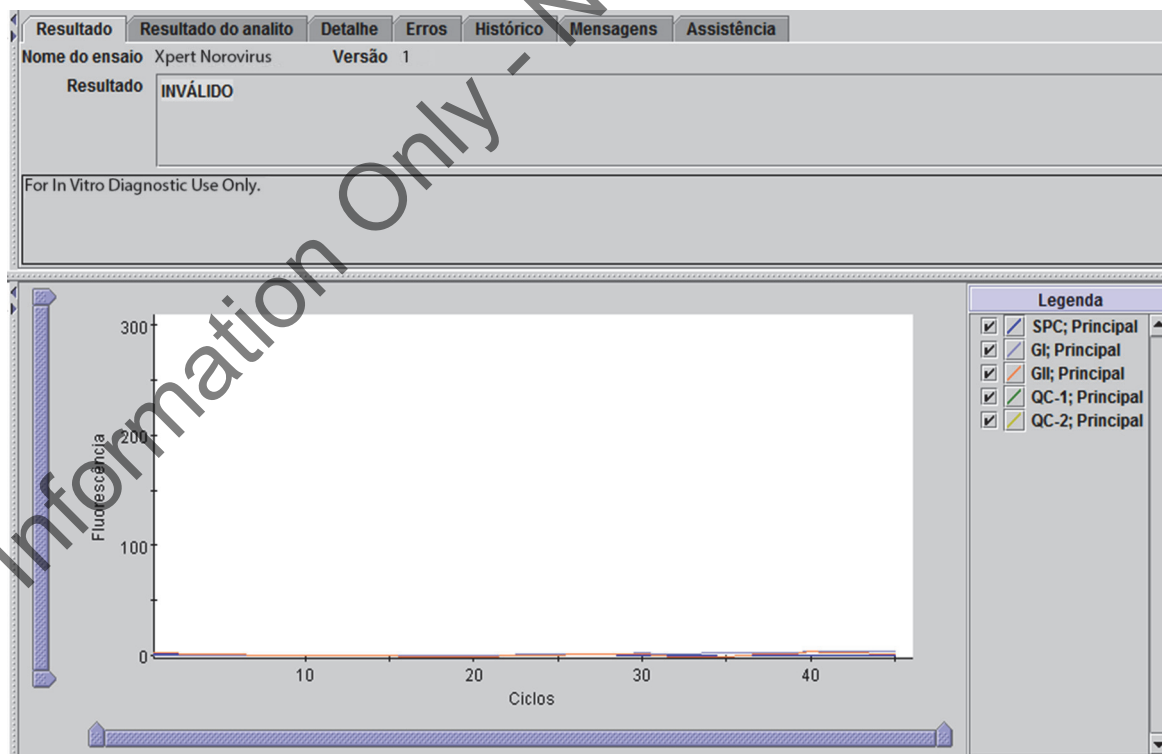 Resultado Resultado do analito Detalhe Erros Histórico Mensagens Assistência
Nome do ensaio Xpert Norovirus Versão 1
Resultado INVÁLIDO
For In Vitro Diagnostic Use Only.
Legenda
SPC; Principal
GI; Principal
GII; Principal
QC-1; Principal
QC-2; Principal
Fluorescência
300
200
100
0
10 20 30 40
Ciclos
Information Only - N